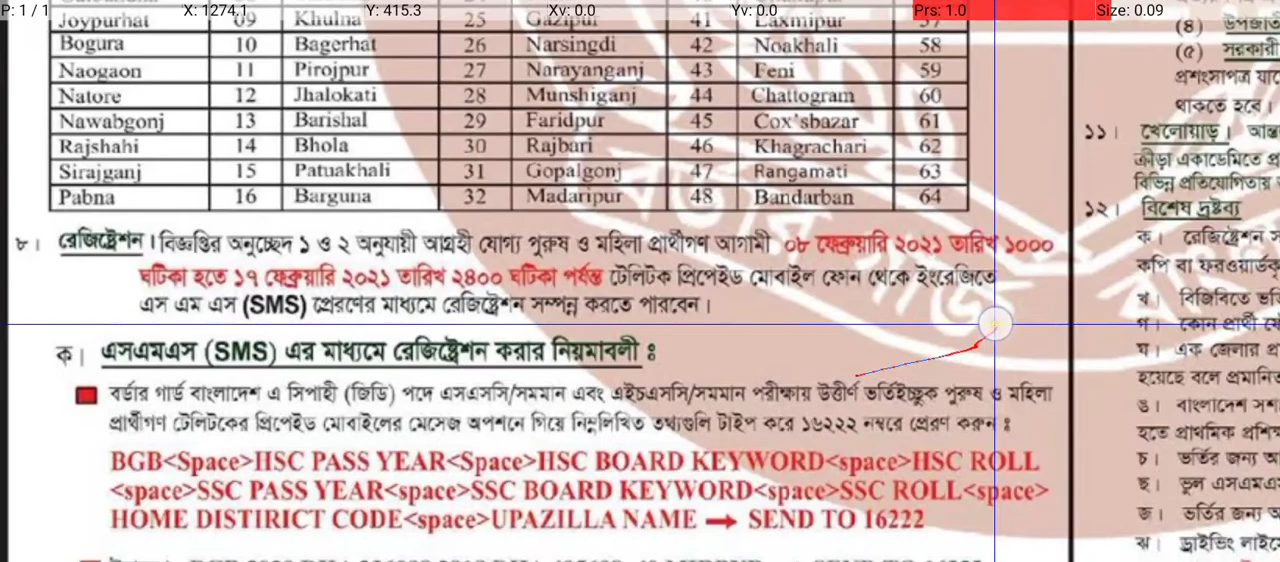 P: 1 / 1 X: 1274.1 Y: 415.3 Xv: 0.0 Yv: 0.0 Prs: 1.0 Size: 0.09
Joypurhat 09 Khulna 25 Gazipur 41 Laxmipur 57
Bogura 10 Bagerhat 26 Narsingdi 42 Noakhali 58
Naogaon 11 Pirojpur 27 Narayanganj 43 Feni 59
Natore 12 Jhalokati 28 Munshiganj 44 Chattogram 60
Nawabgonj 13 Barishal 29 Faridpur 45 Cox'sbazar 61
Rajshahi 14 Bhola 30 Rajbari 46 Khagrachari 62
Sirajganj 15 Patuakhali 31 Gopalgonj 47 Rangamati 63
Pabna 16 Barguna 32 Madaripur 48 Bandarban 64
৮। রেজিষ্ট্রেশন। বিজ্ঞপ্তির অনুচ্ছেদ ১ ও ২ অনুযায়ী আগ্রহী যোগ্য পুরুষ ও মহিলা প্রার্থীগণ আগামী ০৮ ফেব্রুয়ারি ২০২১ তারিখ ১০০০
ঘটিকা হতে ১৭ ফেব্রুয়ারি ২০২১ তারিখ ২৪০০ ঘটিকা পর্যন্ত টেলিটক প্রিপেইড মোবাইল ফোন থেকে ইংরেজিতে
এস এম এস (SMS) প্রেরণের মাধ্যমে রেজিষ্ট্রেশন সম্পন্ন করতে পারবেন।
ক। এসএমএস (SMS) এর মাধ্যমে রেজিষ্ট্রেশন করার নিয়মাবলী ঃ
বর্ডার গার্ড বাংলাদেশ এ সিপাহী (জিডি) পদে এসএসসি/সমমান এবং এইচএসসি/সমমান পরীক্ষায় উত্তীর্ণ ভর্তিইচ্ছুক পুরুষ ও মহিলা
প্রার্থীগণ টেলিটকের প্রিপেইড মোবাইলের মেসেজ অপশনে গিয়ে নিম্নলিখিত তথ্যগুলি টাইপ করে ১৬২২২ নম্বরে প্রেরণ করুন ঃ
BGB<Space>HSC PASS YEAR<Space>HSC BOARD KEYWORD<space>HSC ROLL
<space>SSC PASS YEAR<space>SSC BOARD KEYWORD<space>SSC ROLL<space>
HOME DISTIRICT CODE<space>UPAZILLA NAME ➞ SEND TO 16222
(৪) উপজাতি
(৫) সরকারী
প্রশংসাপত্র
থাকতে হবে।
১১। খেলোয়াড়।
ক্রীড়া একাডেমিতে
বিভিন্ন প্রতিযোগিতার
১২। বিশেষ দ্রষ্টব্য
ক। রেজিষ্ট্রেশন
কপি বা
খ। বিজিবিতে
গ। কোন প্রার্থী
ঘ। এক জেলার
হয়েছে বলে
ঙ। বাংলাদেশ
হতে প্রাথমিক
চ। ভর্তির জন্য
ছ। ভুল
জ। ভর্তির জন্য
ঝ। ড্রাইভিং